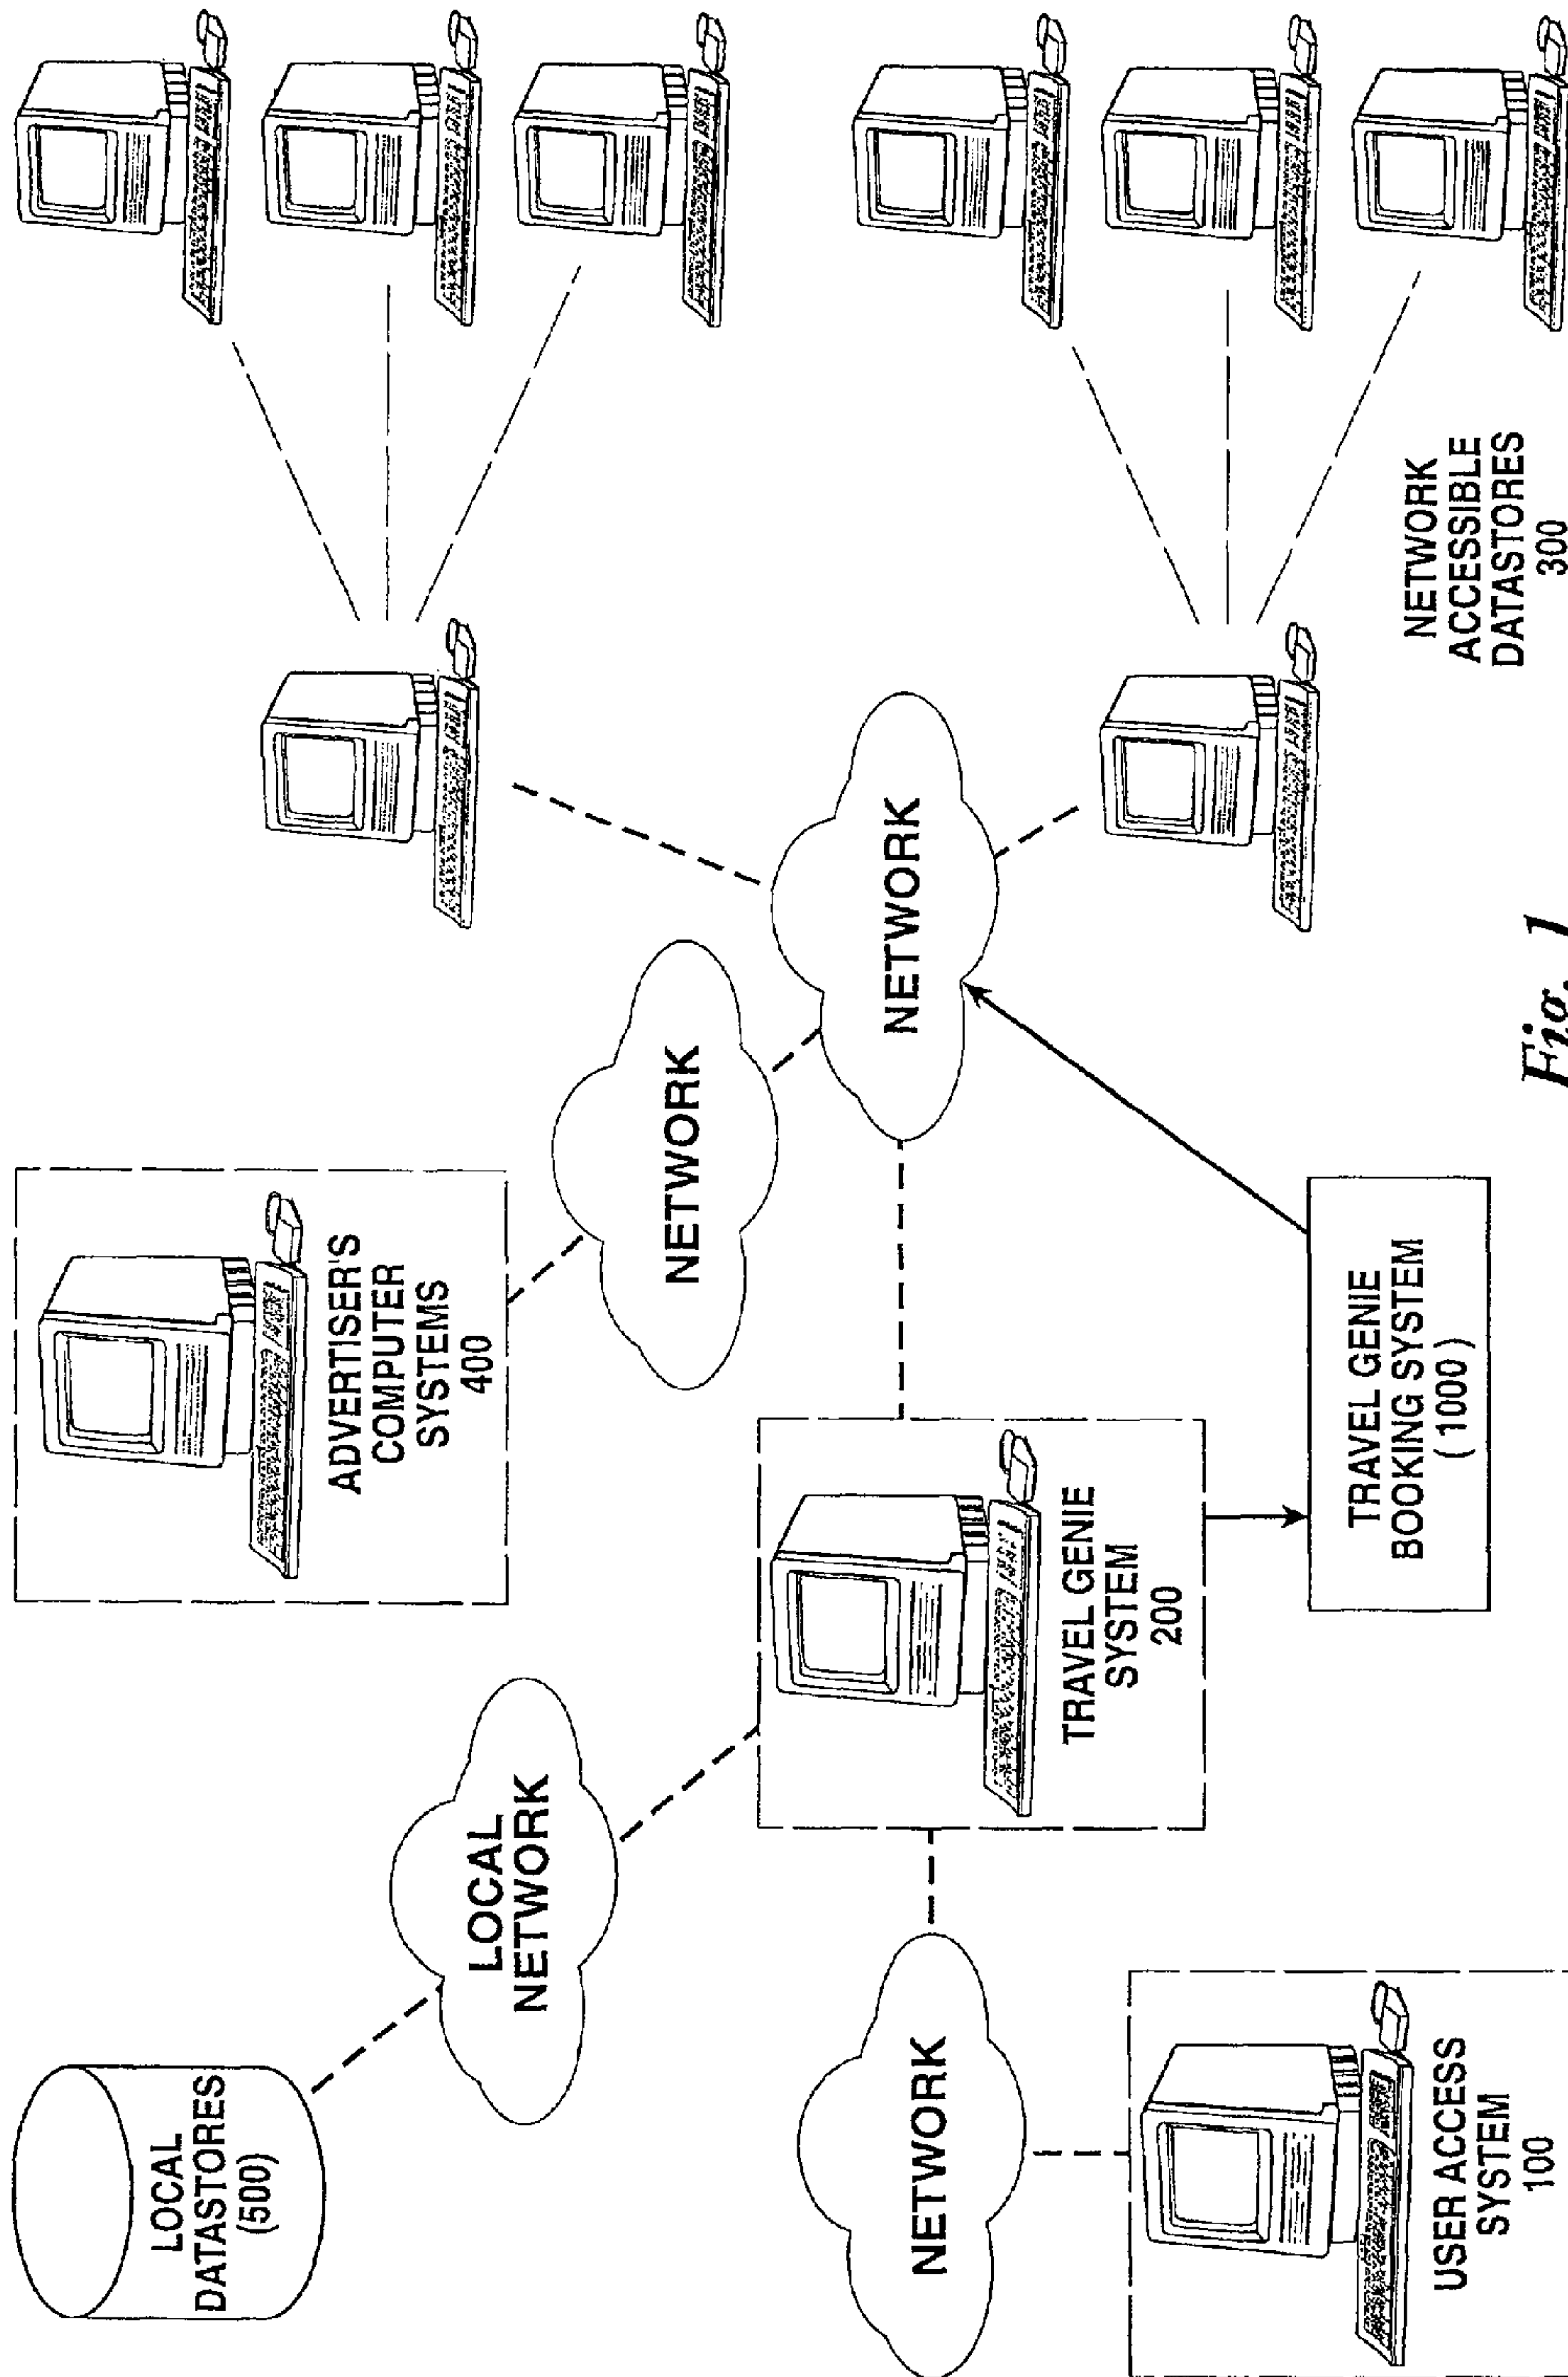 LOCAL
DATASTORES
(500)
LOCAL
NETWORK
ADVERTISER'S
COMPUTER
SYSTEMS
400
NETWORK
NETWORK
TRAVEL GENIE
SYSTEM
200
NETWORK
USER ACCESS
SYSTEM
100
TRAVEL GENIE
BOOKING SYSTEM
(1000)
NETWORK
ACCESSIBLE
DATASTORES
300
Fig. 1